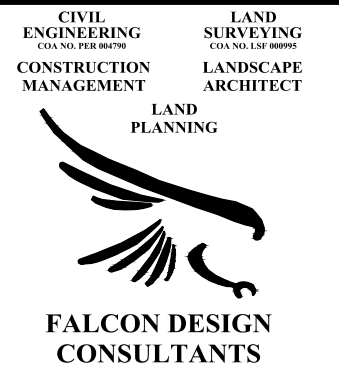 CIVIL
ENGINEERING
COA NO. PER 004790
LAND
SURVEYING
COA NO. LSF 000995
CONSTRUCTION
MANAGEMENT
LANDSCAPE
ARCHITECT
LAND
PLANNING
FALCON DESIGN
CONSULTANTS